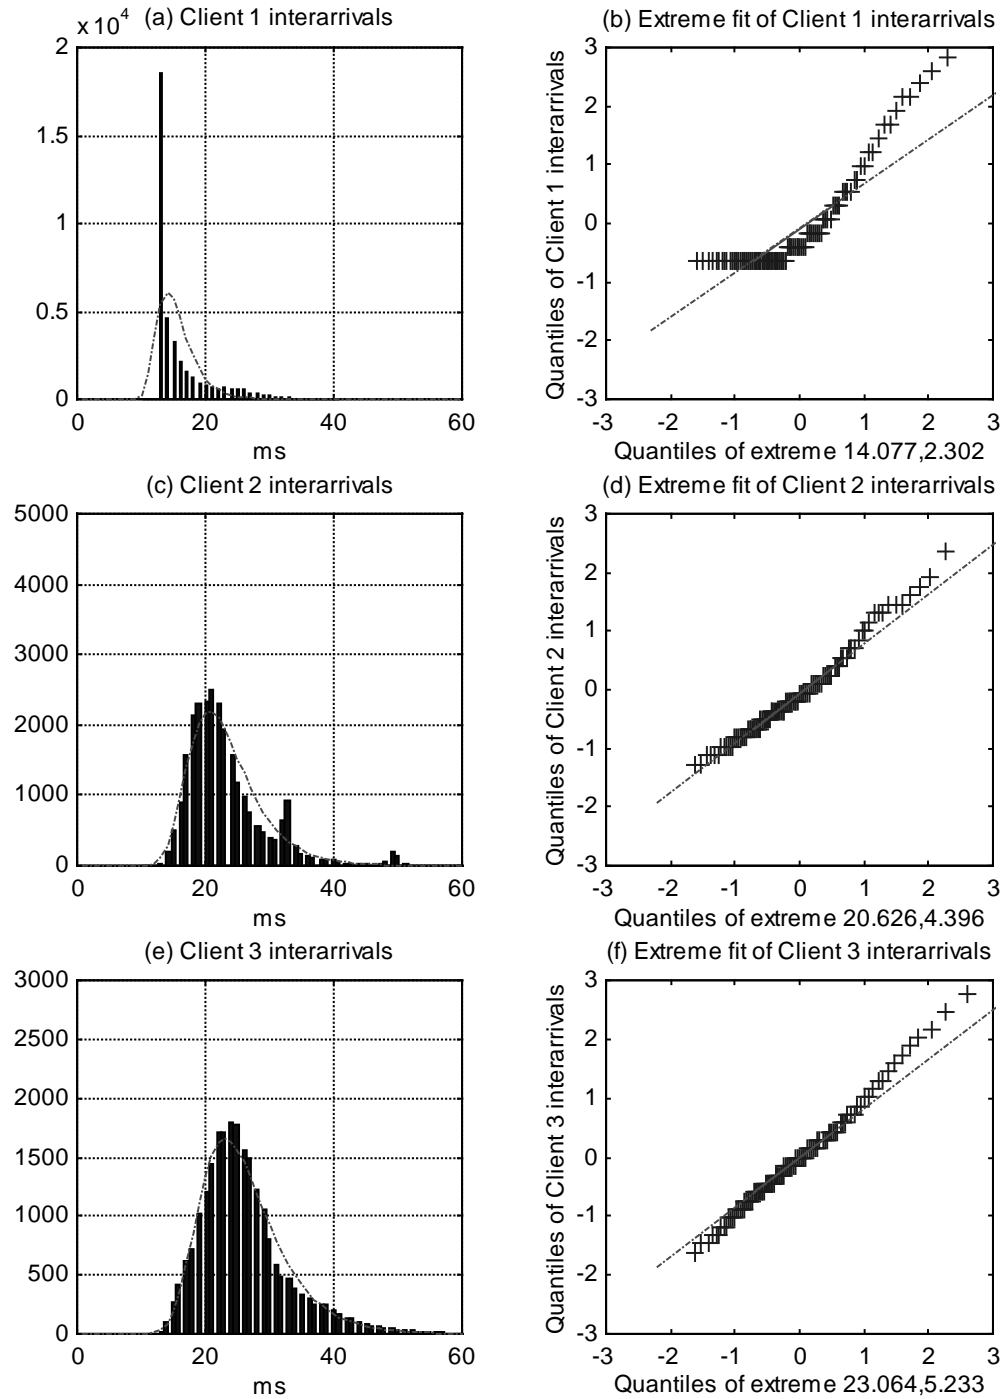 (a) Client 1 interarrivals
x 10^4
2
1.5
1
0.5
0
0 20 40 60
ms
(b) Extreme fit of Client 1 interarrivals
Quantiles of Client 1 interarrivals
3
2
1
0
-1
-2
-3
-3 -2 -1 0 1 2 3
Quantiles of extreme 14.077,2.302
(c) Client 2 interarrivals
5000
4000
3000
2000
1000
0
0 20 40 60
ms
(d) Extreme fit of Client 2 interarrivals
Quantiles of Client 2 interarrivals
3
2
1
0
-1
-2
-3
-3 -2 -1 0 1 2 3
Quantiles of extreme 20.626,4.396
(e) Client 3 interarrivals
3000
2500
2000
1500
1000
500
0
0 20 40 60
ms
(f) Extreme fit of Client 3 interarrivals
Quantiles of Client 3 interarrivals
3
2
1
0
-1
-2
-3
-3 -2 -1 0 1 2 3
Quantiles of extreme 23.064,5.233